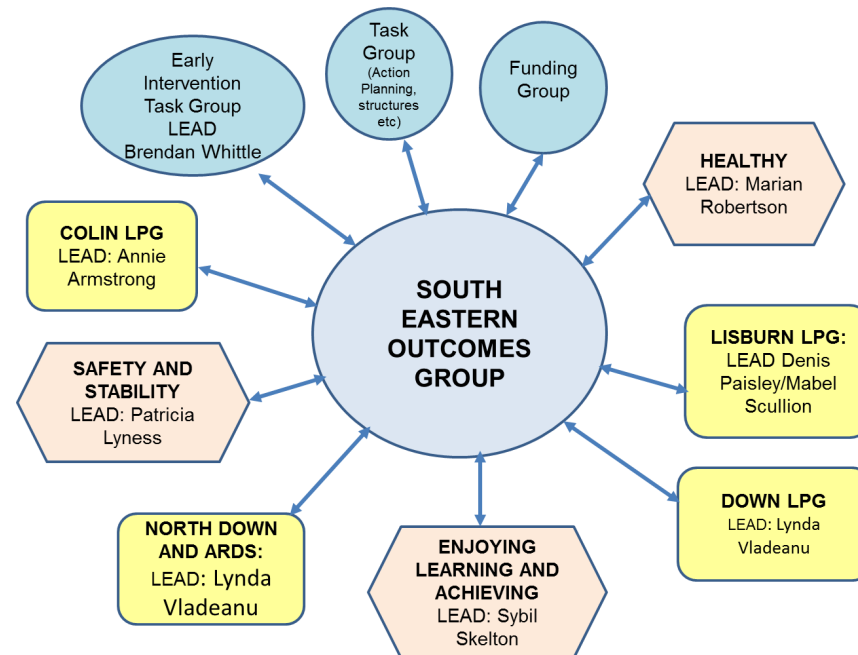 Early
Intervention
Task Group
LEAD
Brendan Whittle
Task
Group
(Action
Planning,
structures
etc)
Funding
Group
HEALTHY
LEAD: Marian
Robertson
COLIN LPG
LEAD: Annie
Armstrong
SOUTH
EASTERN
OUTCOMES
GROUP
LISBURN LPG:
LEAD Denis
Paisley/Mabel
Scullion
SAFETY AND
STABILITY
LEAD: Patricia
Lyness
DOWN LPG
LEAD: Lynda
Vladeanu
NORTH DOWN
AND ARDS:
LEAD: Lynda
Vladeanu
ENJOYING
LEARNING AND
ACHIEVING
LEAD: Sybil
Skelton